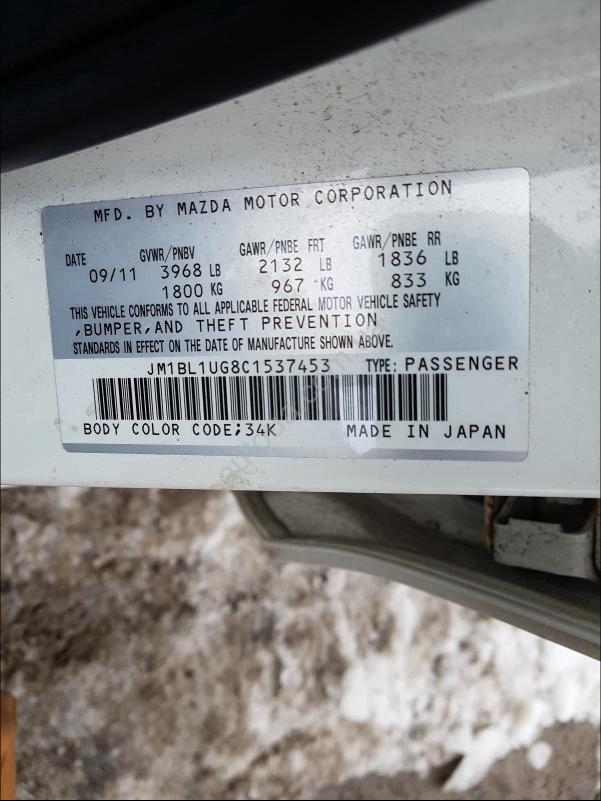 MFD. BY MAZDA MOTOR CORPORATION
DATE GVWR/PNBV GAWR/PNBE FRT GAWR/PNBE RR
09/11 3968 LB 2132 LB 1836 LB
1800 KG 967 KG 833 KG
THIS VEHICLE CONFORMS TO ALL APPLICABLE FEDERAL MOTOR VEHICLE SAFETY
,BUMPER,AND THEFT PREVENTION
STANDARDS IN EFFECT ON THE DATE OF MANUFACTURE SHOWN ABOVE.
JM1BL1UG8C1537453 TYPE: PASSENGER
BODY COLOR CODE;34K MADE IN JAPAN